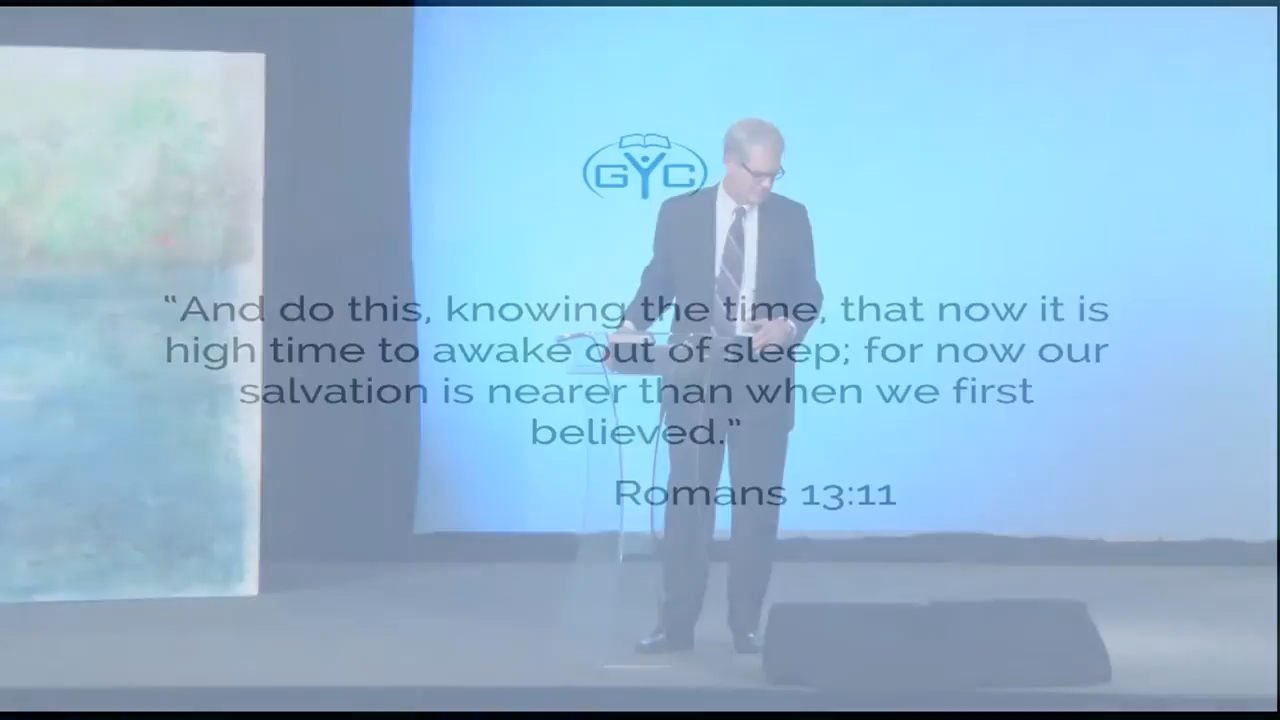 GYC
“And do this, knowing the time, that now it is
high time to awake out of sleep; for now our
salvation is nearer than when we first
believed.”
Romans 13:11